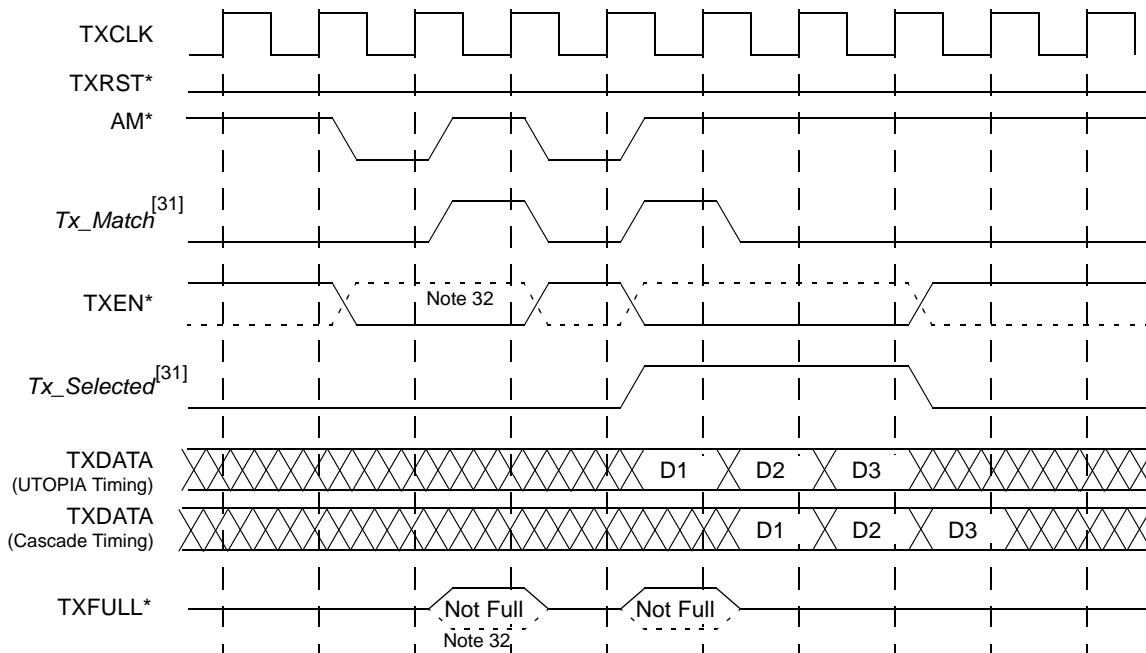 TXCLK
TXRST*
AM*
Tx_Match[31]
TXEN*
Note 32
Tx_Selected[31]
TXDATA
(UTOPIA Timing)
D1 D2 D3
TXDATA
(Cascade Timing)
D1 D2 D3
TXFULL*
Not Full Not Full
Note 32